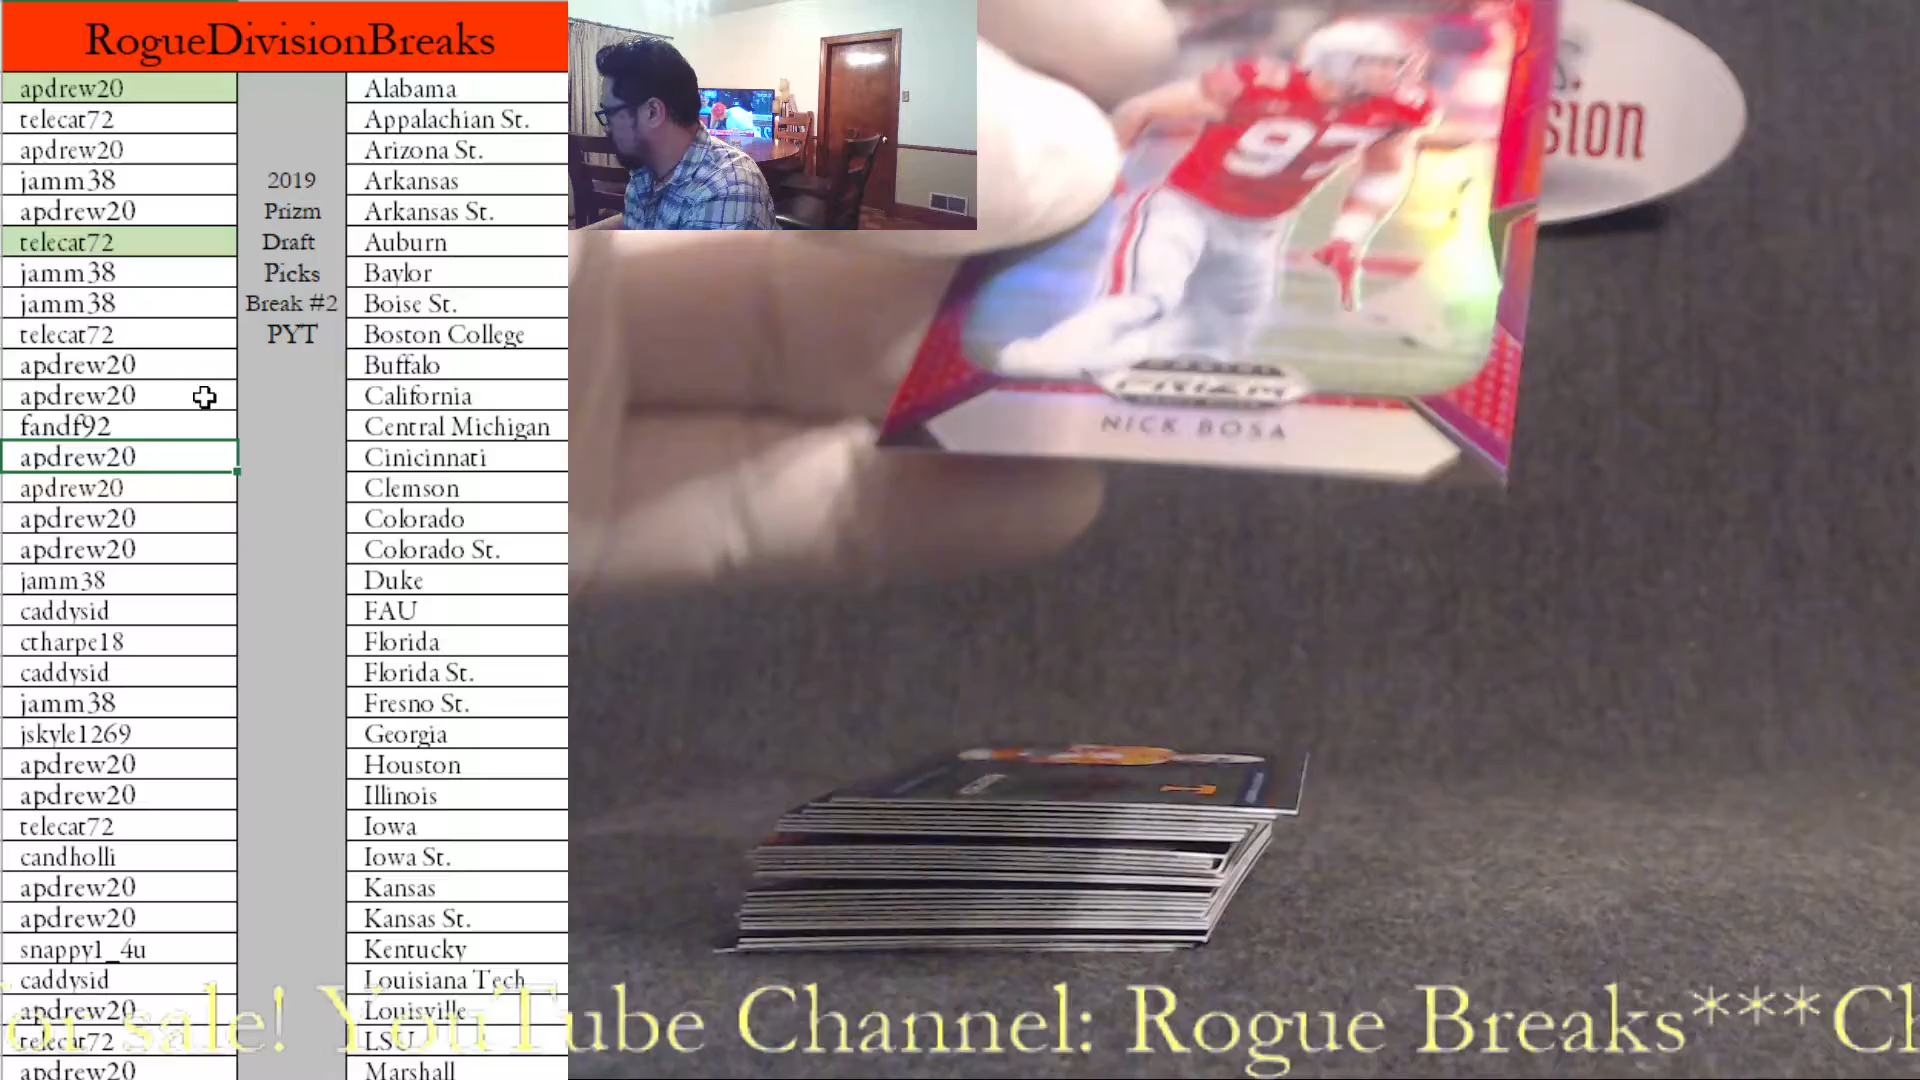 RogueDivisionBreaks
apdrew20 Alabama
telecat72 Appalachian St.
apdrew20 Arizona St.
jamm38 2019 Arkansas
apdrew20 Prizm Arkansas St.
telecat72 Draft Auburn
jamm38 Picks Baylor
jamm38 Break #2 Boise St.
telecat72 PYT Boston College
apdrew20 Buffalo
apdrew20 California
fandf92 Central Michigan
apdrew20 Cinicinnati
apdrew20 Clemson
apdrew20 Colorado
apdrew20 Colorado St.
jamm38 Duke
caddysid FAU
ctharpe18 Florida
caddysid Florida St.
jamm38 Fresno St.
jskyle1269 Georgia
apdrew20 Houston
apdrew20 Illinois
telecat72 Iowa
candholli Iowa St.
apdrew20 Kansas
apdrew20 Kansas St.
snappy1_4u Kentucky
caddysid Louisiana Tech
apdrew20 Louisville
telecat72 LSU
apdrew20 Marshall
97
PRIZM
NICK BOSA
sale! YouTube Channel: Rogue Breaks***Cl